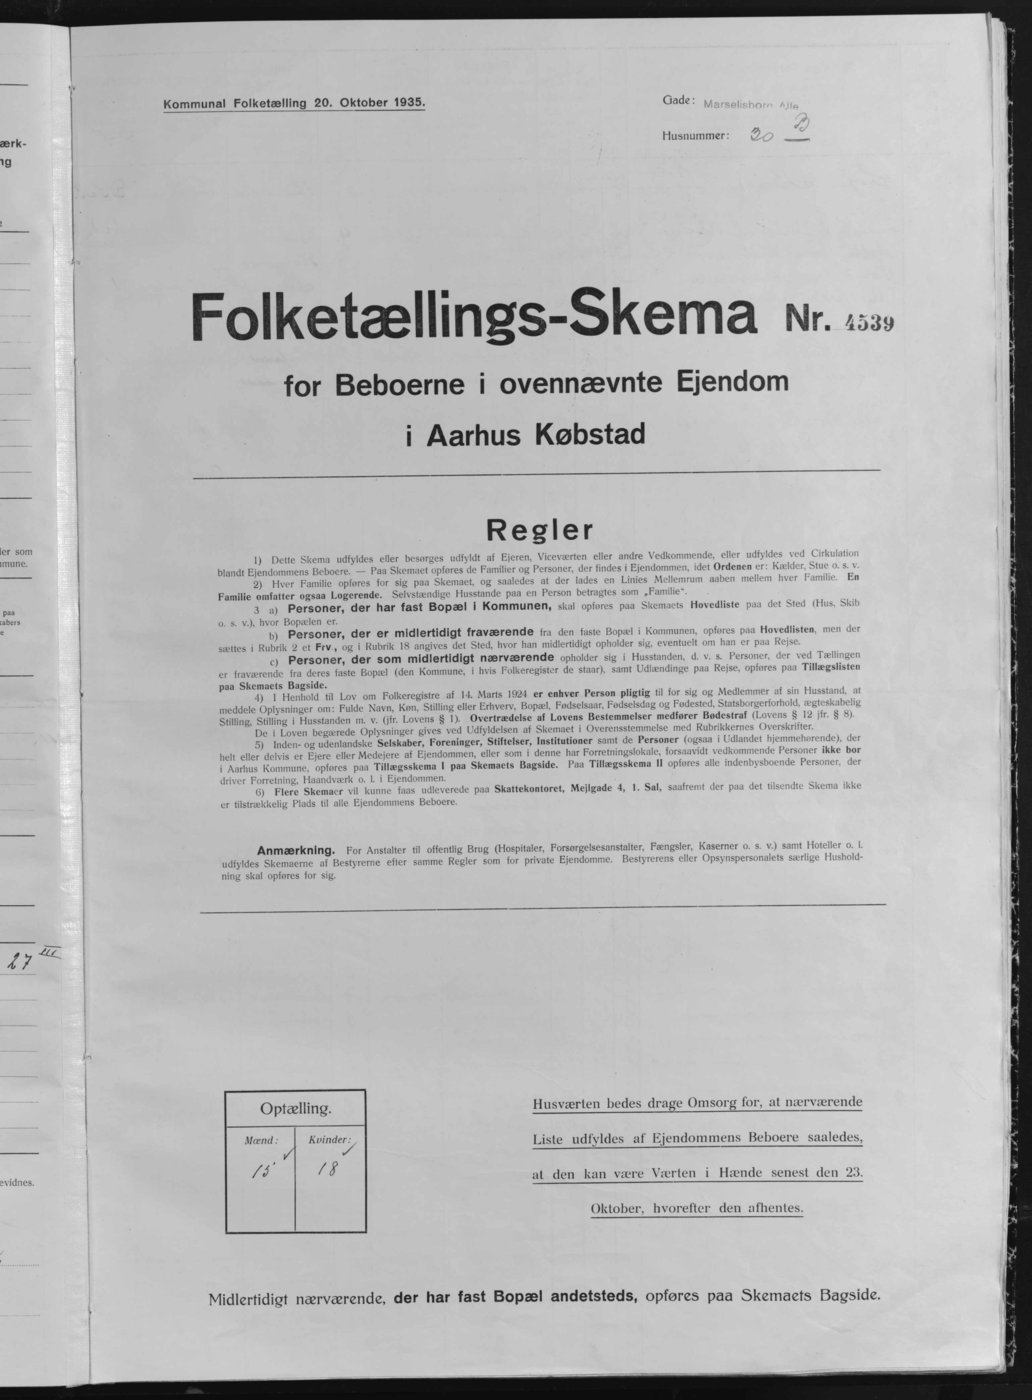 Kommunal Folketælling 20. Oktober 1935.
Gade: Marselisborg Alle
Husnummer: 30 B
Folketællings-Skema Nr. 4539
for Beboerne i ovennævnte Ejendom
i Aarhus Købstad
Regler
1) Dette Skema udfyldes eller besørges udfyldt af Ejeren, Viceværten eller andre Vedkommende, eller udfyldes ved Cirkulation
blandt Ejendommens Beboere. — Paa Skemaet opføres de Familier og Personer, der findes i Ejendommen, idet Ordenen er: Kælder, Stue o. s. v.
2) Hver Familie opføres for sig paa Skemaet, og saaledes at der lades en Linies Mellemrum aaben mellem hver Familie. En
Familie omfatter ogsaa Logerende. Selvstændige Husstande paa en Person betragtes som „Familie“.
3 a) Personer, der har fast Bopæl i Kommunen, skal opføres paa Skemaets Hovedliste paa det Sted (Hus, Skib
o. s. v.), hvor Bopælen er.
b) Personer, der er midlertidigt fraværende fra den faste Bopæl i Kommunen, opføres paa Hovedlisten, men der
sættes i Rubrik 2 et Frv., og i Rubrik 18 angives det Sted, hvor han midlertidigt opholder sig, eventuelt om han er paa Rejse.
c) Personer, der som midlertidigt nærværende opholder sig i Husstanden, d. v. s. Personer, der ved Tællingen
er fraværende fra deres faste Bopæl (den Kommune, i hvis Folkeregister de staar), samt Udlændinge paa Rejse, opføres paa Tillægslisten
paa Skemaets Bagside.
4) I Henhold til Lov om Folkeregistre af 14. Marts 1924 er enhver Person pligtig til for sig og Medlemmer af sin Husstand, at
meddele Oplysninger om: Fulde Navn, Køn, Stilling eller Erhverv, Bopæl, Fødselsaar, Fødselsdag og Fødested, Statsborgerforhold, ægteskabelig
Stilling, Stilling i Husstanden m. v. (jfr. Lovens § 1). Overtrædelse af Lovens Bestemmelser medfører Bødestraf (Lovens § 12 jfr. § 8).
De i Loven begærede Oplysninger gives ved Udfyldelsen af Skemaet i Overensstemmelse med Rubrikkernes Overskrifter.
5) Inden- og udenlandske Selskaber, Foreninger, Stiftelser, Institutioner samt de Personer (ogsaa i Udlandet hjemmehørende), der
helt eller delvis er Ejere eller Medejere af Ejendommen, eller som i denne har Forretningslokale, forsaavidt vedkommende Personer ikke bor
i Aarhus Kommune, opføres paa Tillægsskema I paa Skemaets Bagside. Paa Tillægsskema II opføres alle indenbysboende Personer, der
driver Forretning, Haandværk o. l. i Ejendommen.
6) Flere Skemaer vil kunne faas udleverede paa Skattekontoret, Mejlgade 4, 1. Sal, saafremt der paa det tilsendte Skema ikke
er tilstrækkelig Plads til alle Ejendommens Beboere.
Anmærkning. For Anstalter til offentlig Brug (Hospitaler, Forsørgelsesanstalter, Fængsler, Kaserner o. s. v.) samt Hoteller o. l.
udfyldes Skemaerne af Bestyrerne efter samme Regler som for private Ejendomme. Bestyrerens eller Opsynspersonalets særlige Hushold-
ning skal opføres for sig.
Optælling.
Mænd: Kvinder:
15 18
Husværten bedes drage Omsorg for, at nærværende
Liste udfyldes af Ejendommens Beboere saaledes,
at den kan være Værten i Hænde senest den 23.
Oktober, hvorefter den afhentes.
Midlertidigt nærværende, der har fast Bopæl andetsteds, opføres paa Skemaets Bagside.
27